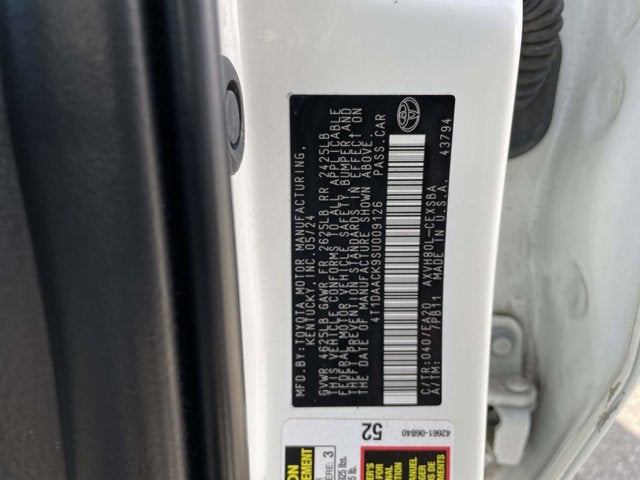 MFD.BY:TOYOTA MOTOR MANUFACTURING,
KENTUCKY, INC. 05/24
GVWR 4625LB GAWR FR 2625LB RR 2425LB
THIS VEHICLE CONFORMS TO ALL APPLICABLE
FEDERAL MOTOR VEHICLE SAFETY, BUMPER, AND
THEFT PREVENTION STANDARDS IN EFFECT ON
THE DATE OF MANUFACTURE SHOWN ABOVE.
4T1DAACK9SU009126 PASS.CAR
C/TR:040/EA20 AXVH80L-CEXSBA
A/TM: 7PB11 MADE IN U.S.A. 43794
52
42661-06B40